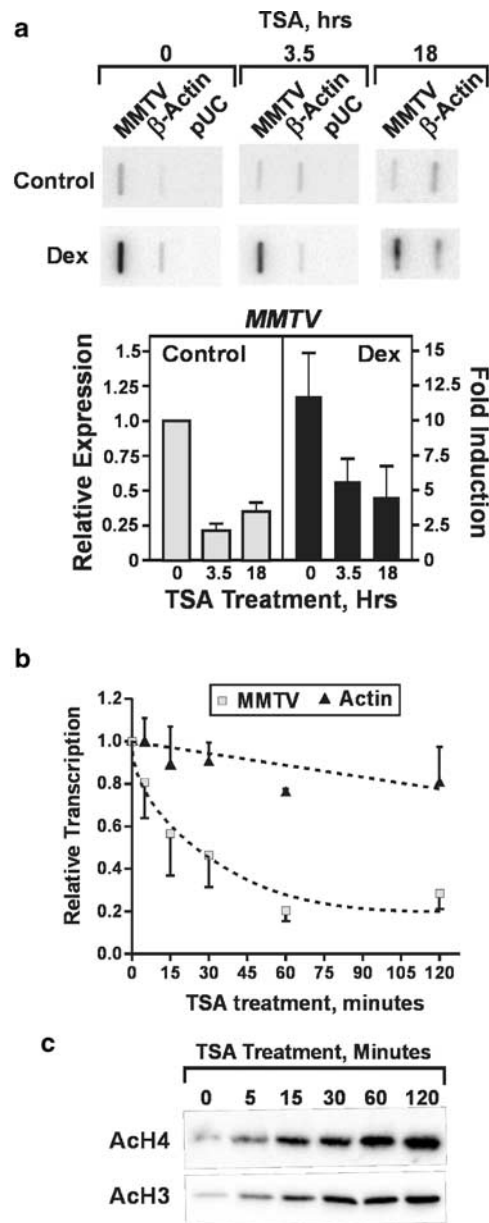 a
TSA, hrs
0 3.5 18
MMTV β-Actin pUC MMTV β-Actin pUC MMTV β-Actin
Control
Dex
MMTV
Control Dex
Relative Expression
1.5
1.25
1.0
0.75
0.5
0.25
0
Fold Induction
15
12.5
10
7.5
5
2.5
0
0 3.5 18 0 3.5 18
TSA Treatment, Hrs
b
MMTV Actin
Relative Transcription
1.2
1.0
0.8
0.6
0.4
0.2
0.0
0 15 30 45 60 75 90 105 120
TSA treatment, minutes
c
TSA Treatment, Minutes
0 5 15 30 60 120
AcH4
AcH3